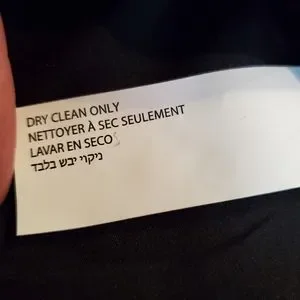 DRY CLEAN ONLY
NETTOYER À SEC SEULEMENT
LAVAR EN SECO
ניקוי יבש בלבד